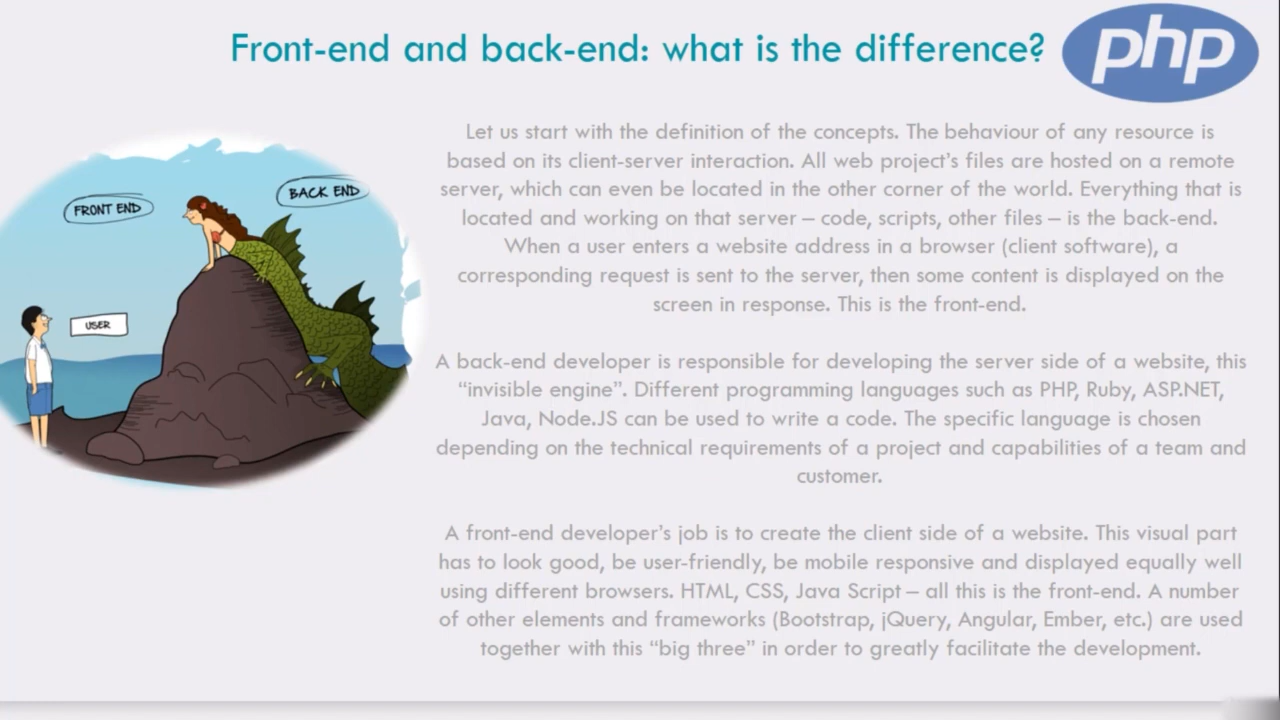 Front-end and back-end: what is the difference?
php
Let us start with the definition of the concepts. The behaviour of any resource is
based on its client-server interaction. All web project's files are hosted on a remote
server, which can even be located in the other corner of the world. Everything that is
located and working on that server – code, scripts, other files – is the back-end.
When a user enters a website address in a browser (client software), a
corresponding request is sent to the server, then some content is displayed on the
screen in response. This is the front-end.
A back-end developer is responsible for developing the server side of a website, this
“invisible engine”. Different programming languages such as PHP, Ruby, ASP.NET,
Java, Node.JS can be used to write a code. The specific language is chosen
depending on the technical requirements of a project and capabilities of a team and
customer.
A front-end developer's job is to create the client side of a website. This visual part
has to look good, be user-friendly, be mobile responsive and displayed equally well
using different browsers. HTML, CSS, Java Script – all this is the front-end. A number
of other elements and frameworks (Bootstrap, jQuery, Angular, Ember, etc.) are used
together with this “big three” in order to greatly facilitate the development.
FRONT END
BACK END
USER